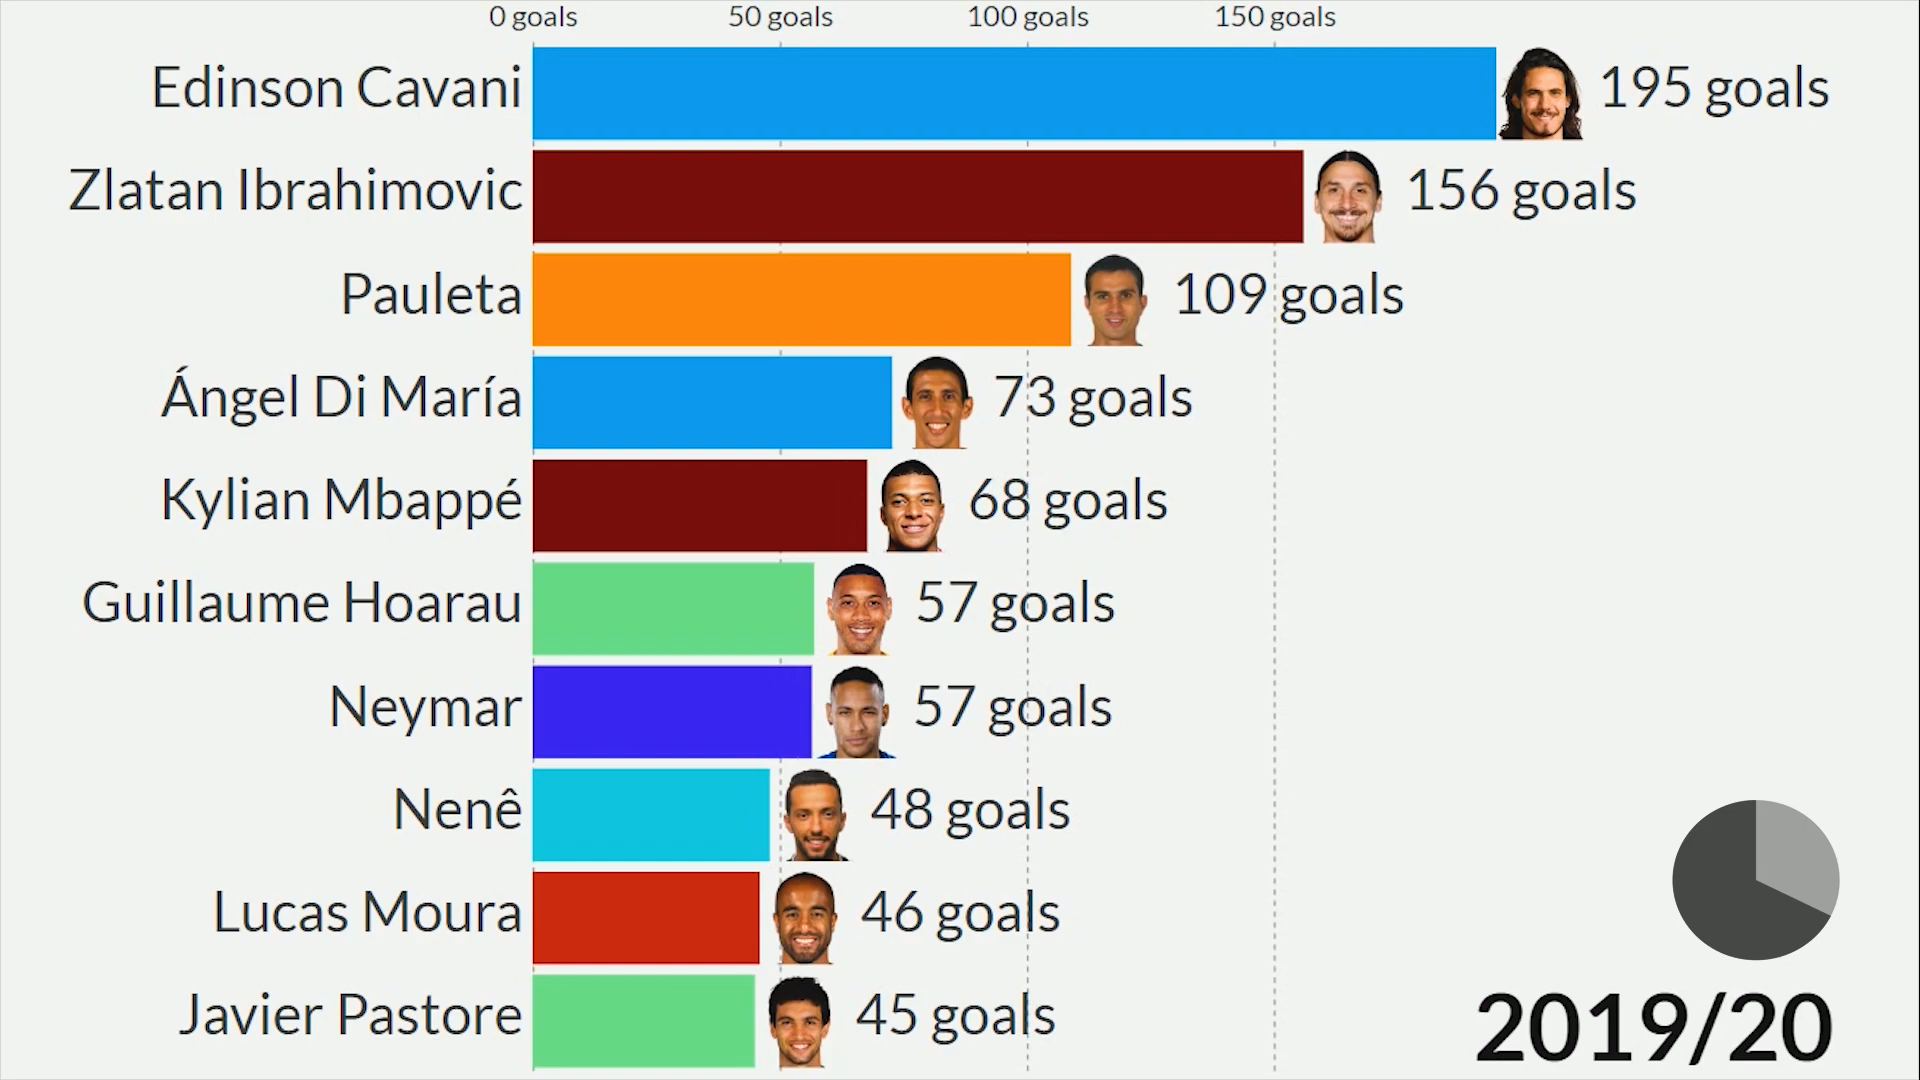 0 goals 50 goals 100 goals 150 goals
Edinson Cavani 195 goals
Zlatan Ibrahimovic 156 goals
Pauleta 109 goals
Ángel Di María 73 goals
Kylian Mbappé 68 goals
Guillaume Hoarau 57 goals
Neymar 57 goals
Nenê 48 goals
Lucas Moura 46 goals
Javier Pastore 45 goals
2019/20